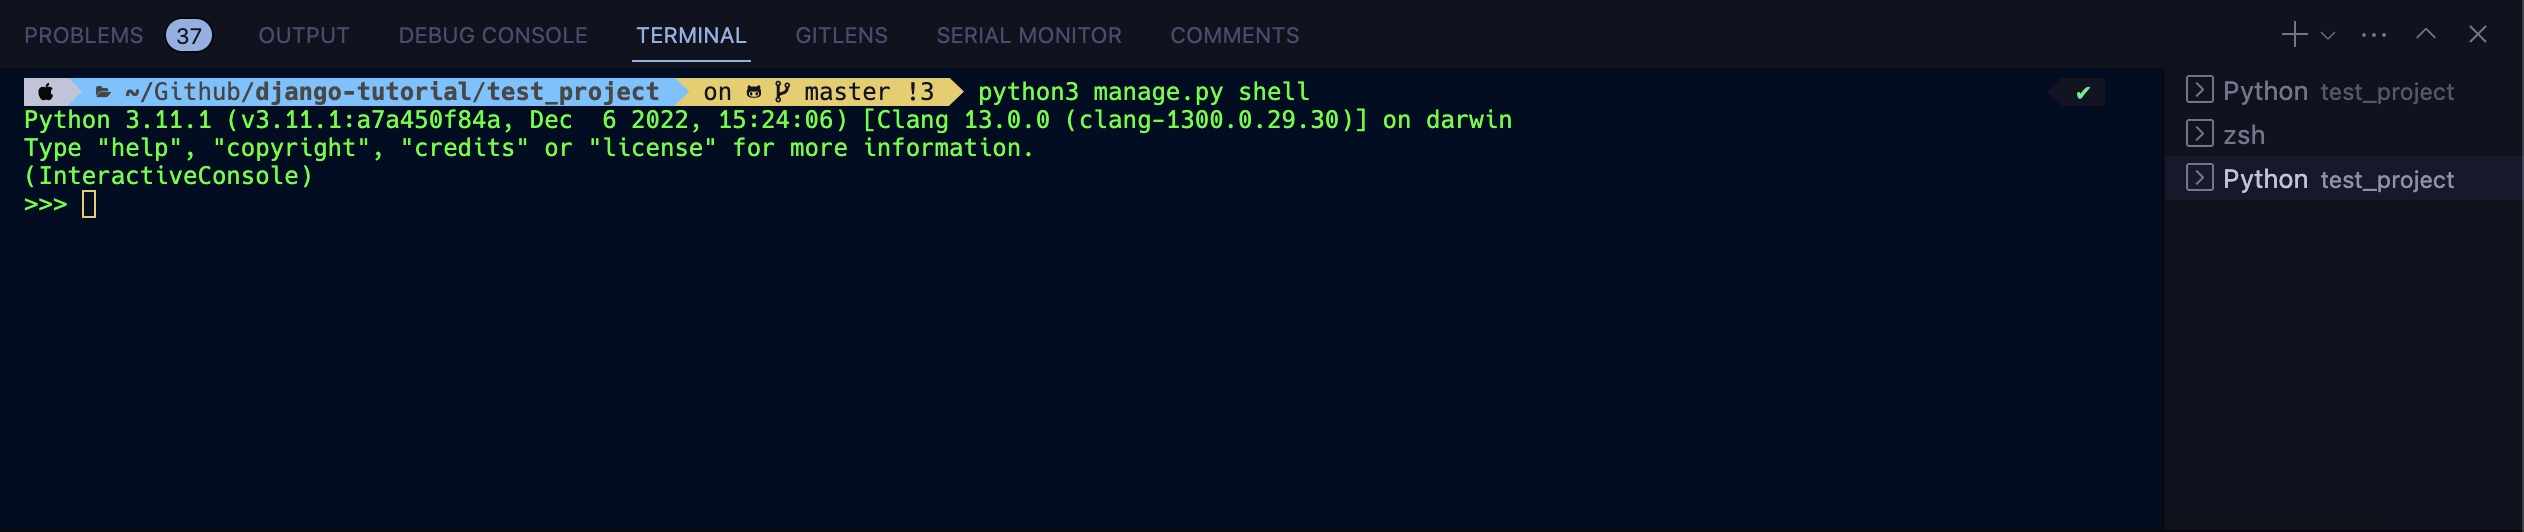 PROBLEMS 37 OUTPUT DEBUG CONSOLE TERMINAL GITLENS SERIAL MONITOR COMMENTS
~/Github/django-tutorial/test_project on master !3 python3 manage.py shell ✔
Python 3.11.1 (v3.11.1:a7a450f84a, Dec  6 2022, 15:24:06) [Clang 13.0.0 (clang-1300.0.29.30)] on darwin
Type "help", "copyright", "credits" or "license" for more information.
(InteractiveConsole)
>>>
Python test_project
zsh
Python test_project